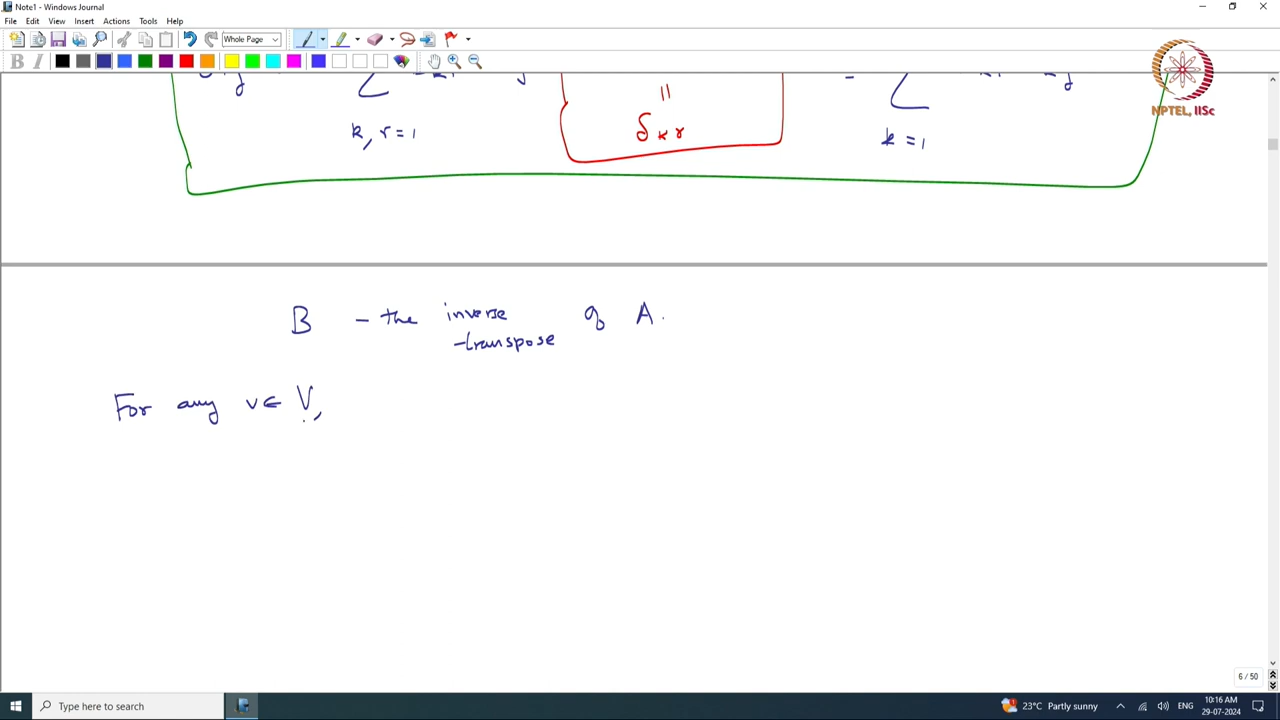 Note1 - Windows Journal
File Edit View Insert Actions Tools Help
Whole Page
B I
NPTEL, IISc
||
δ k r
k, r = 1
k = 1
B - the inverse of A.
-transpose
For any v ∈ V,
6 / 50
Type here to search
23°C Partly sunny
ENG
10:16 AM
29-07-2024